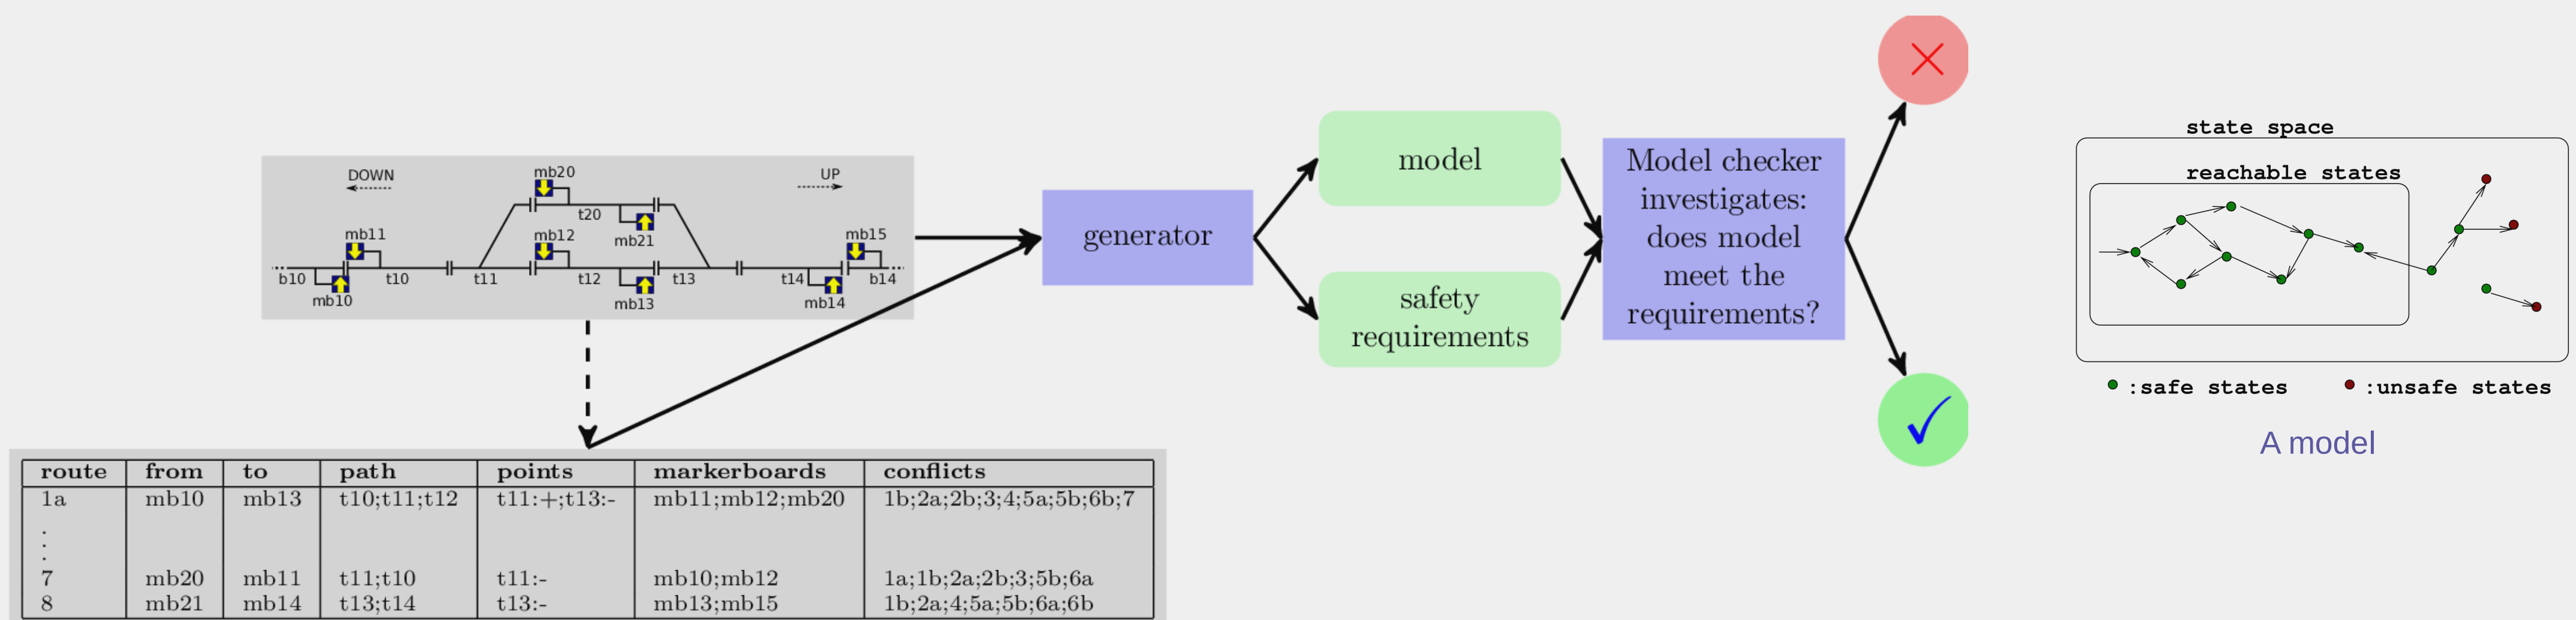 DOWN
UP
mb20
t20
mb21
mb11
mb12
mb15
b10
t10
t11
t12
t13
t14
b14
mb10
mb13
mb14
route from to path points markerboards conflicts
1a mb10 mb13 t10;t11;t12 t11:+;t13:- mb11;mb12;mb20 1b;2a;2b;3;4;5a;5b;6b;7
.
.
.
7 mb20 mb11 t11;t10 t11:- mb10;mb12 1a;1b;2a;2b;3;5b;6a
8 mb21 mb14 t13;t14 t13:- mb13;mb15 1b;2a;4;5a;5b;6a;6b
generator
model
safety
requirements
Model checker
investigates:
does model
meet the
requirements?
state space
reachable states
:safe states :unsafe states
A model